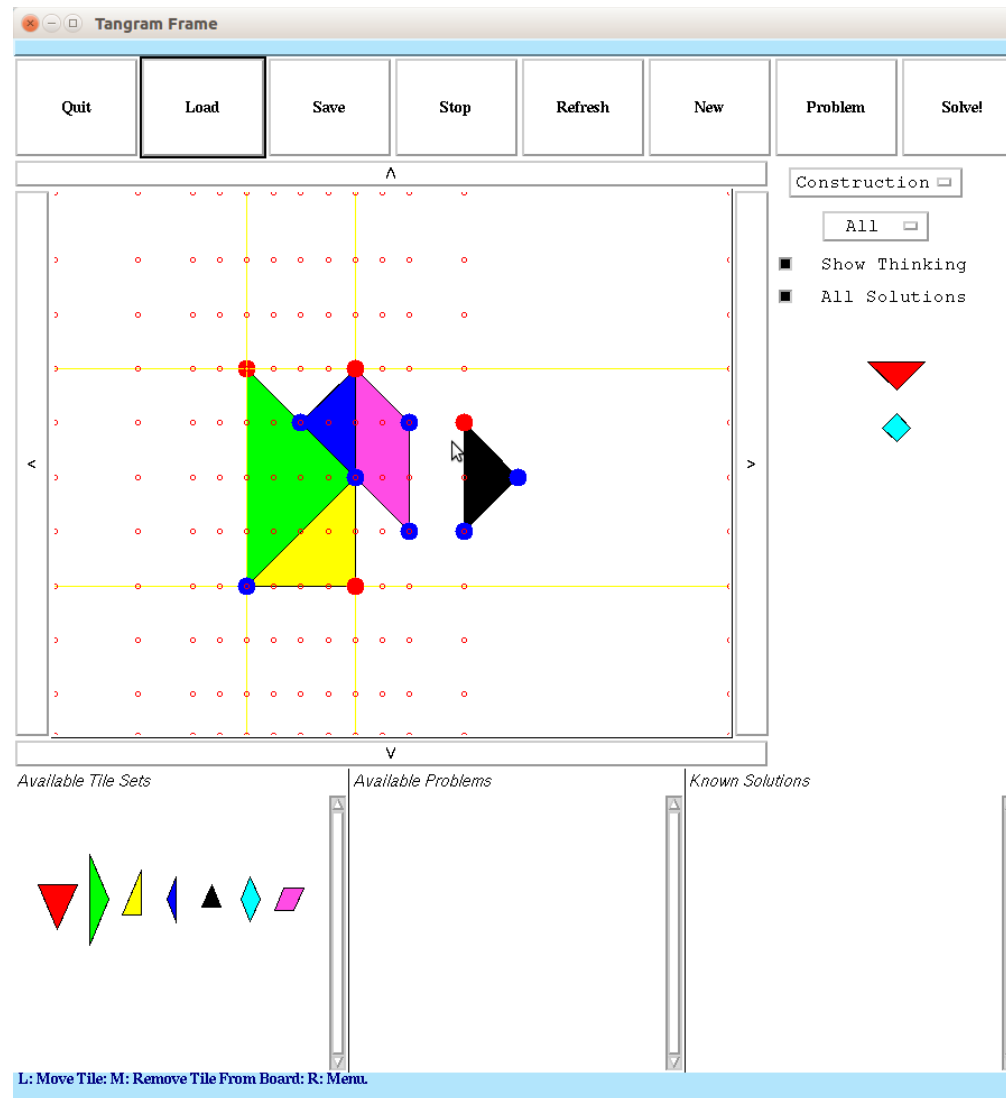 Tangram Frame
Quit Load Save Stop Refresh New Problem Solve!
^
Construction
All
Show Thinking
All Solutions
< >
v
Available Tile Sets Available Problems Known Solutions
L: Move Tile: M: Remove Tile From Board: R: Menu.